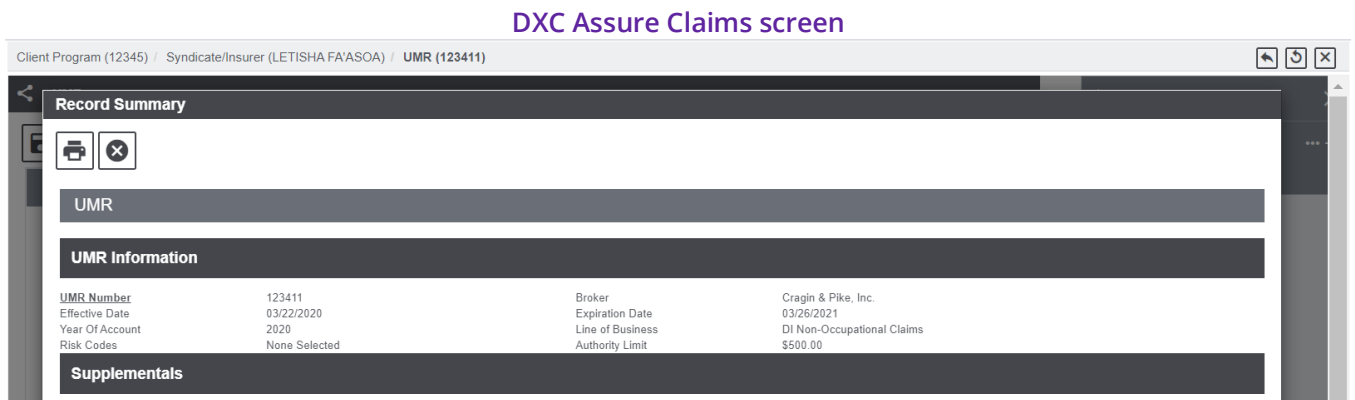 DXC Assure Claims screen
Client Program (12345) / Syndicate/Insurer (LETISHA FA'ASOA) / UMR (123411)
Record Summary
UMR
UMR Information
UMR Number 123411 Broker Cragin & Pike, Inc.
Effective Date 03/22/2020 Expiration Date 03/26/2021
Year Of Account 2020 Line of Business DI Non-Occupational Claims
Risk Codes None Selected Authority Limit $500.00
Supplementals